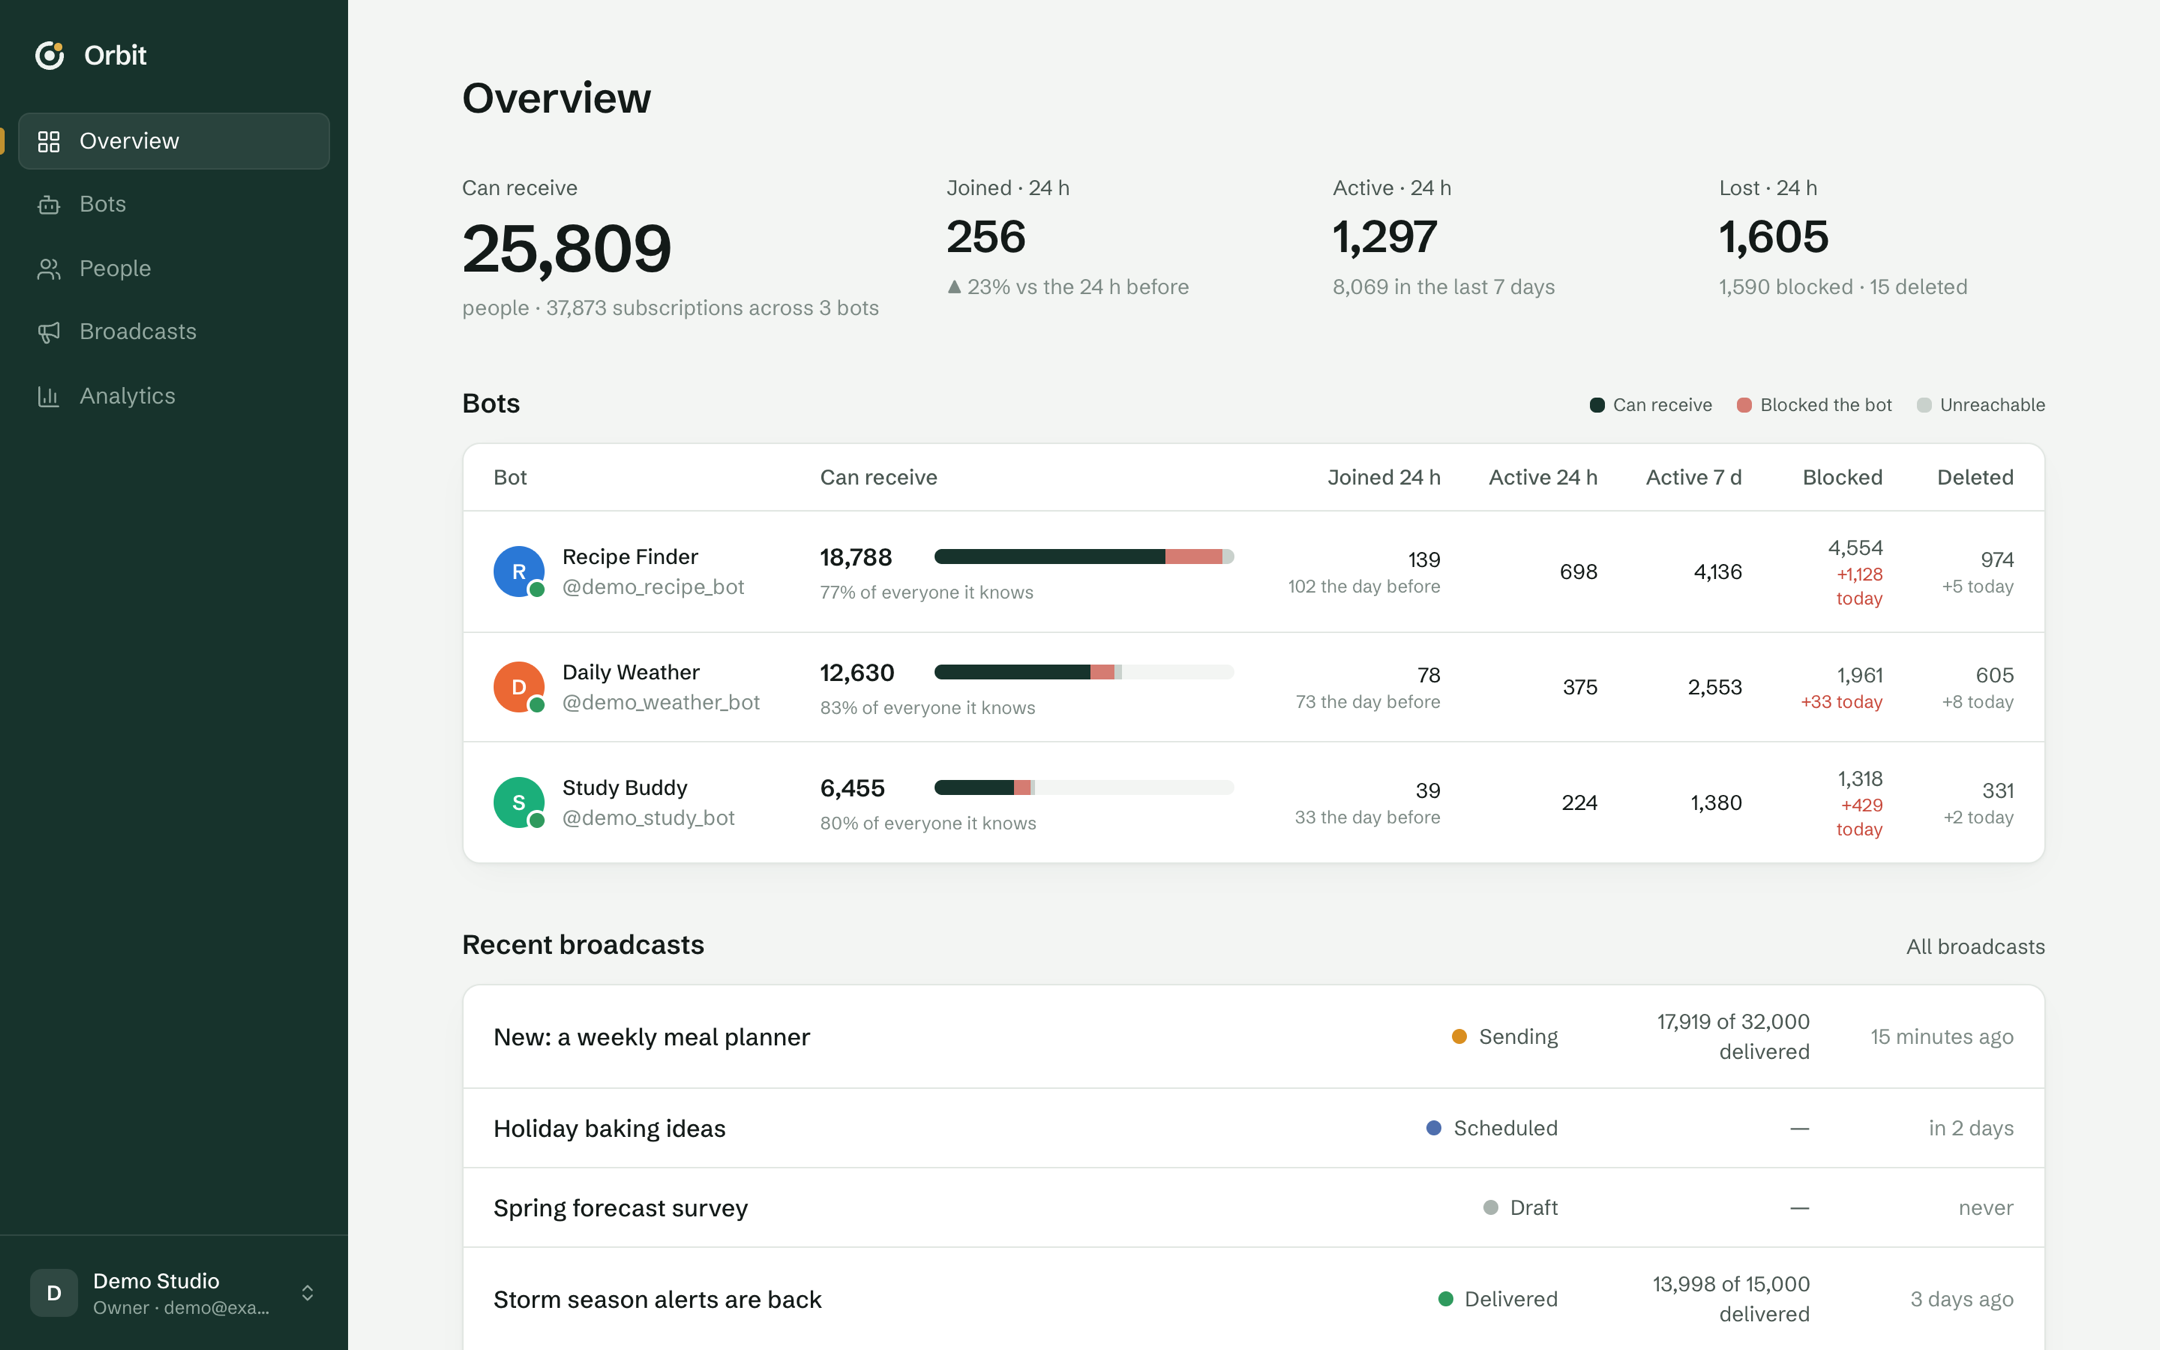 Orbit
Overview
Bots
People
Broadcasts
Analytics
D
Demo Studio
Owner · demo@exa...
Overview
Can receive
25,809
people · 37,873 subscriptions across 3 bots
Joined · 24 h
256
▲ 23% vs the 24 h before
Active · 24 h
1,297
8,069 in the last 7 days
Lost · 24 h
1,605
1,590 blocked · 15 deleted
Bots
Can receive Blocked the bot Unreachable
Bot Can receive Joined 24 h Active 24 h Active 7 d Blocked Deleted
R
Recipe Finder
@demo_recipe_bot
18,788
77% of everyone it knows
139
102 the day before
698
4,136
4,554
+1,128
today
974
+5 today
D
Daily Weather
@demo_weather_bot
12,630
83% of everyone it knows
78
73 the day before
375
2,553
1,961
+33 today
605
+8 today
S
Study Buddy
@demo_study_bot
6,455
80% of everyone it knows
39
33 the day before
224
1,380
1,318
+429
today
331
+2 today
Recent broadcasts
All broadcasts
New: a weekly meal planner
Sending
17,919 of 32,000
delivered
15 minutes ago
Holiday baking ideas
Scheduled
—
in 2 days
Spring forecast survey
Draft
—
never
Storm season alerts are back
Delivered
13,998 of 15,000
delivered
3 days ago